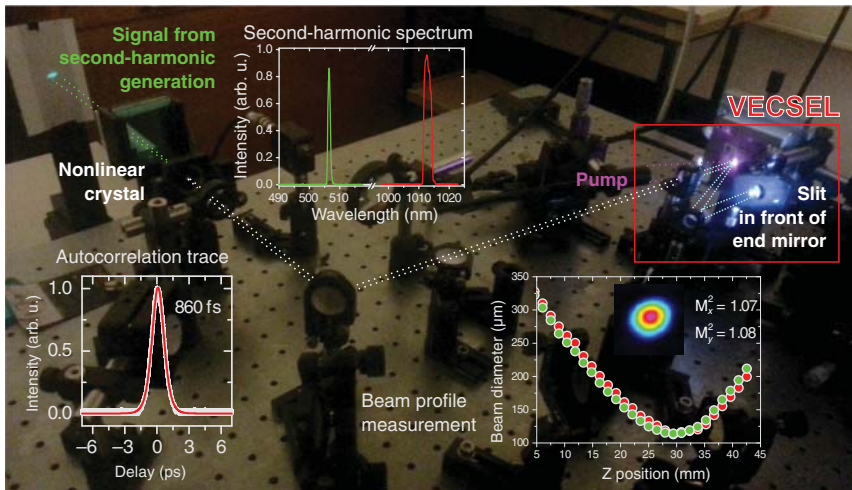 Signal from
second-harmonic
generation
Second-harmonic spectrum
Intensity (arb. u.)
1.0
0.8
0.6
0.4
0.2
0.0
490 500 510 1000 1010 1020
Wavelength (nm)
Nonlinear
crystal
VECSEL
Pump
Slit
in front of
end mirror
Autocorrelation trace
860 fs
Intensity (arb. u.)
1.0
0.5
0.0
−6 −3 0 3 6
Delay (ps)
Beam profile
measurement
Beam diameter (μm)
350
300
250
200
150
100
M²x = 1.07
M²y = 1.08
5 10 15 20 25 30 35 40 45
Z position (mm)